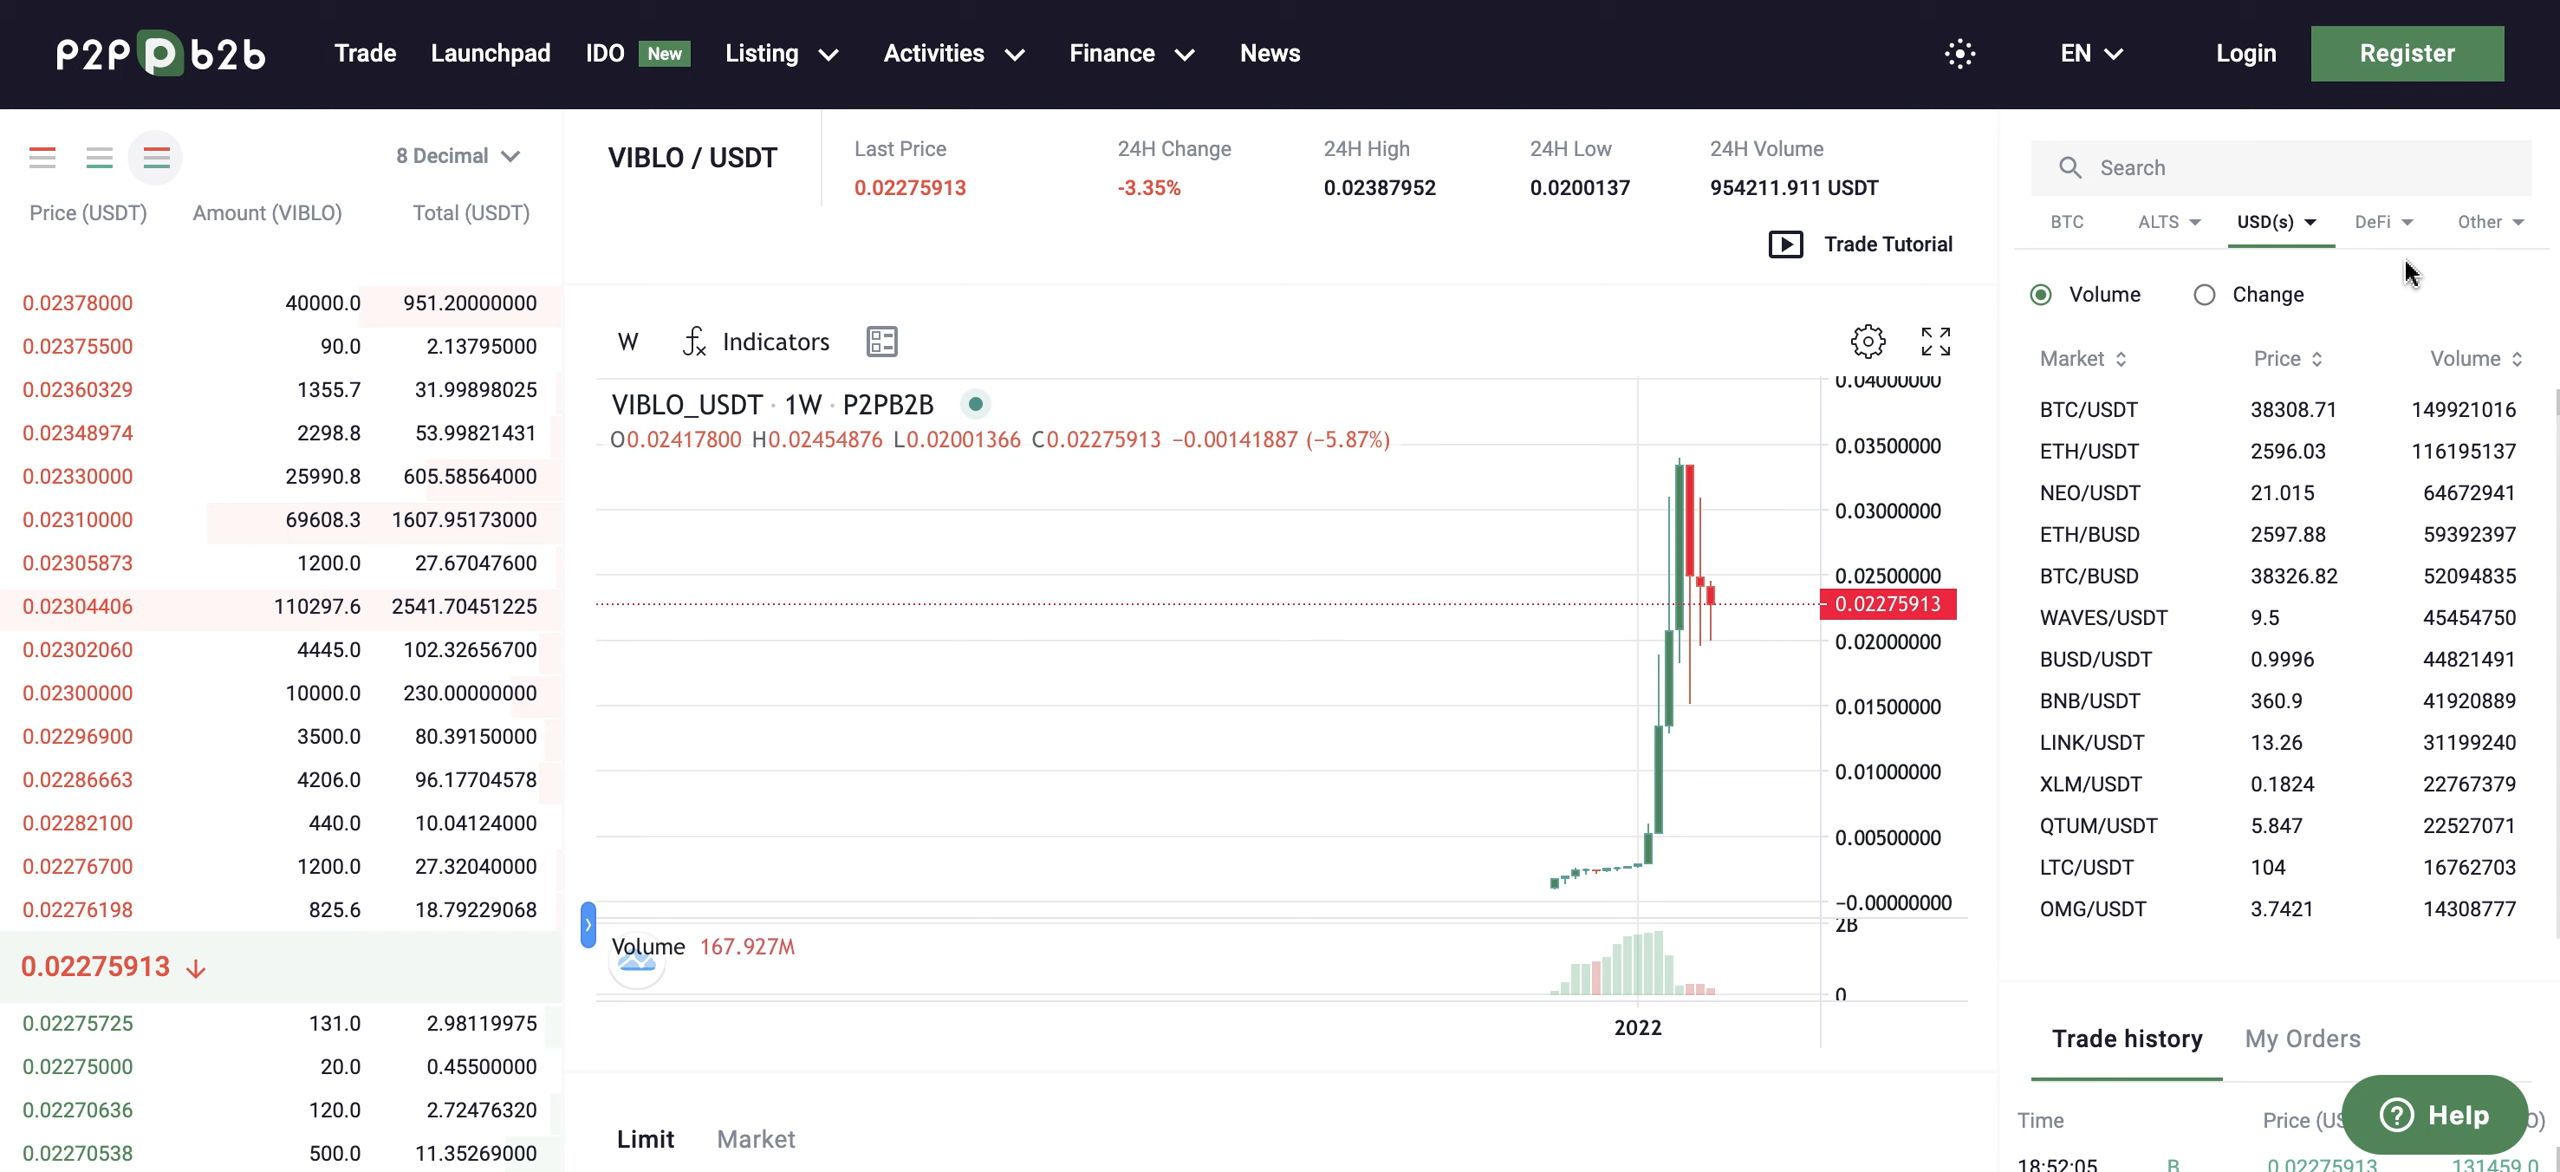 P2P b2b Trade Launchpad IDO New Listing Activities Finance News EN Login Register
8 Decimal
Price (USDT) Amount (VIBLO) Total (USDT)
0.02378000 40000.0 951.20000000
0.02375500 90.0 2.13795000
0.02360329 1355.7 31.99898025
0.02348974 2298.8 53.99821431
0.02330000 25990.8 605.58564000
0.02310000 69608.3 1607.95173000
0.02305873 1200.0 27.67047600
0.02304406 110297.6 2541.70451225
0.02302060 4445.0 102.32656700
0.02300000 10000.0 230.00000000
0.02296900 3500.0 80.39150000
0.02286663 4206.0 96.17704578
0.02282100 440.0 10.04124000
0.02276700 1200.0 27.32040000
0.02276198 825.6 18.79229068
0.02275913 ↓
0.02275725 131.0 2.98119975
0.02275000 20.0 0.45500000
0.02270636 120.0 2.72476320
0.02270538 500.0 11.35269000
VIBLO / USDT
Last Price 24H Change 24H High 24H Low 24H Volume
0.02275913 -3.35% 0.02387952 0.0200137 954211.911 USDT
Trade Tutorial
W fx Indicators
VIBLO_USDT · 1W · P2PB2B
O0.02417800 H0.02454876 L0.02001366 C0.02275913 −0.00141887 (−5.87%)
0.04000000
0.03500000
0.03000000
0.02500000
0.02275913
0.02000000
0.01500000
0.01000000
0.00500000
−0.00000000
2B
Volume 167.927M
0
2022
Limit Market
Search
BTC ALTS USD(s) DeFi Other
Volume Change
Market Price Volume
BTC/USDT 38308.71 149921016
ETH/USDT 2596.03 116195137
NEO/USDT 21.015 64672941
ETH/BUSD 2597.88 59392397
BTC/BUSD 38326.82 52094835
WAVES/USDT 9.5 45454750
BUSD/USDT 0.9996 44821491
BNB/USDT 360.9 41920889
LINK/USDT 13.26 31199240
XLM/USDT 0.1824 22767379
QTUM/USDT 5.847 22527071
LTC/USDT 104 16762703
OMG/USDT 3.7421 14308777
Trade history My Orders
Time Price (US O)
? Help
18:52:05 B 0.02275913 131459.0